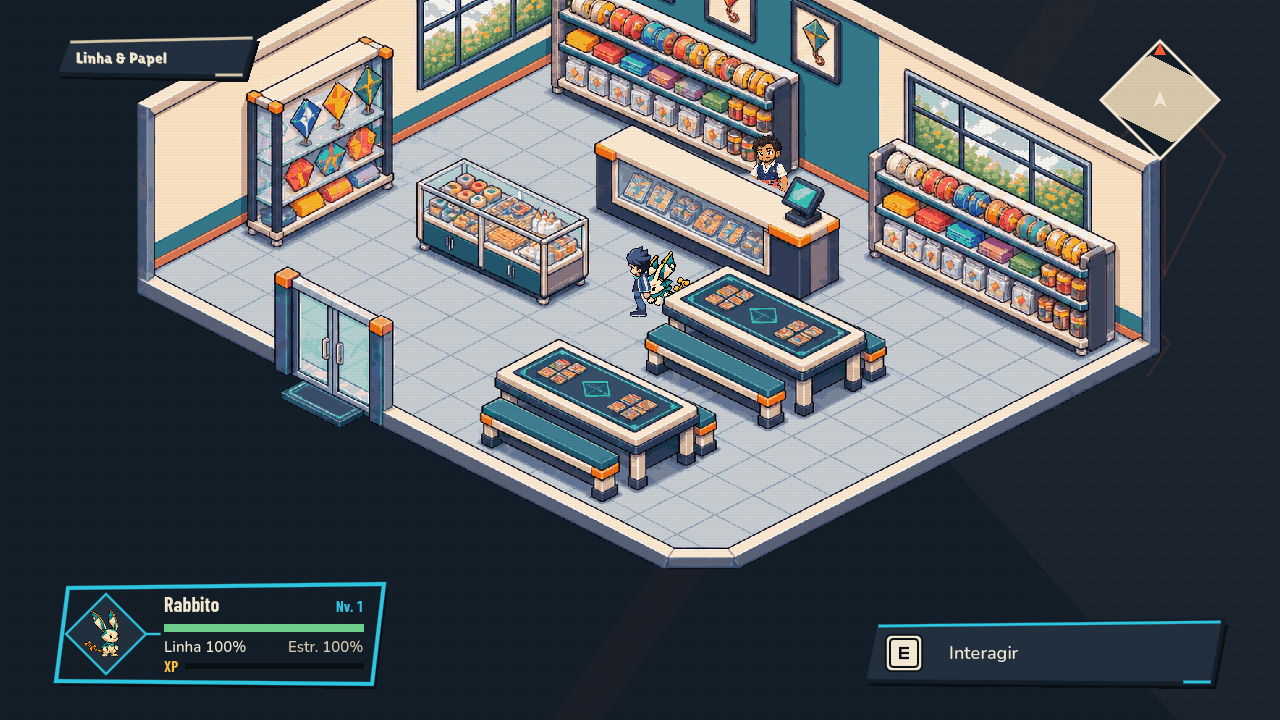 Linha & Papel
Rabbito
Nv. 1
Linha 100%
Estr. 100%
XP
E
Interagir